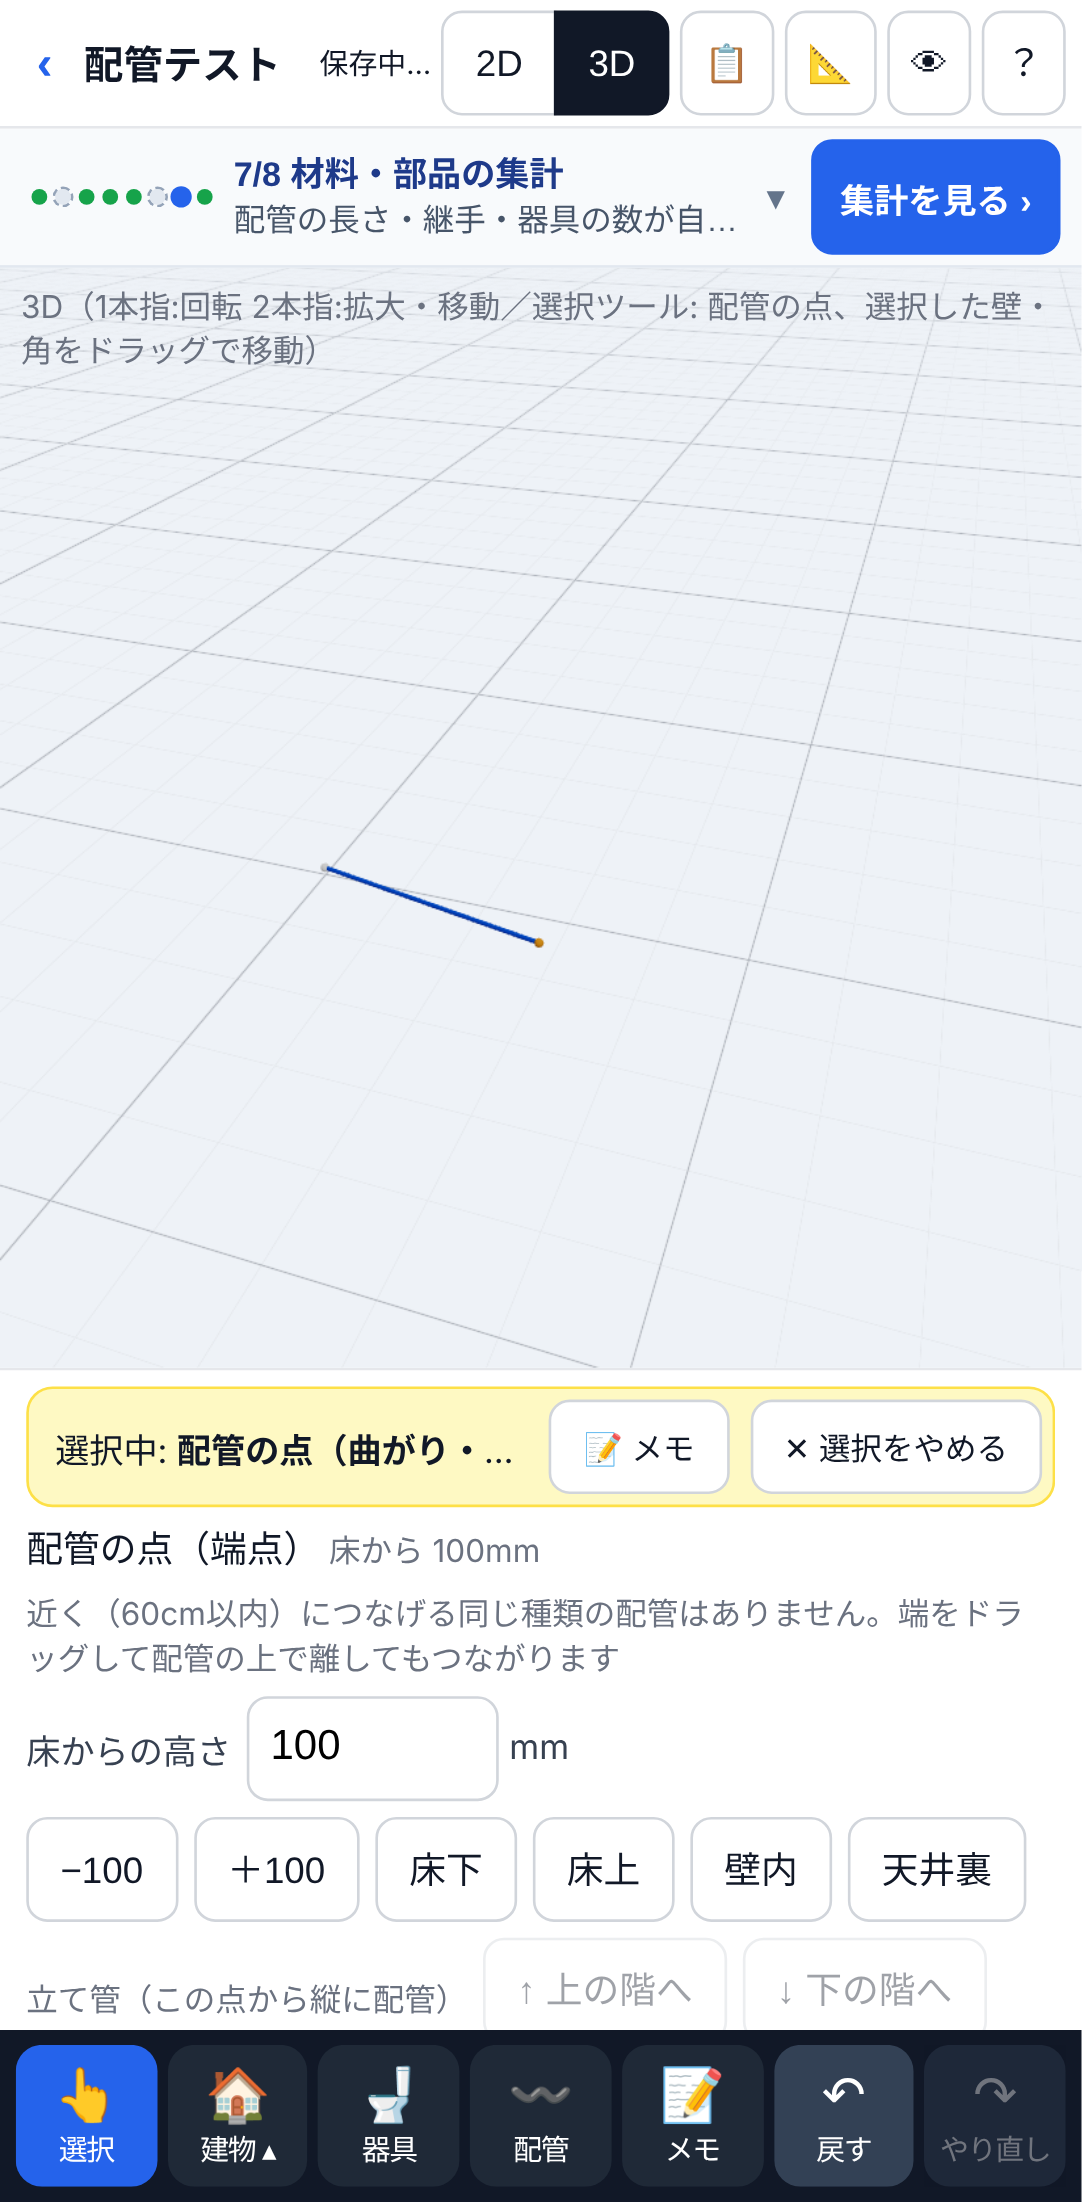 ‹ 配管テスト 保存中... 2D 3D ?
7/8 材料・部品の集計
配管の長さ・継手・器具の数が自... ▼ 集計を見る ›
3D（1本指:回転 2本指:拡大・移動／選択ツール: 配管の点、選択した壁・
角をドラッグで移動）
選択中: 配管の点（曲がり・... メモ ✕ 選択をやめる
配管の点（端点） 床から 100mm
近く（60cm以内）につなげる同じ種類の配管はありません。端をドラ
ッグして配管の上で離してもつながります
床からの高さ 100 mm
−100 ＋100 床下 床上 壁内 天井裏
立て管（この点から縦に配管） ↑ 上の階へ ↓ 下の階へ
選択 建物▲ 器具 配管 メモ 戻す やり直し